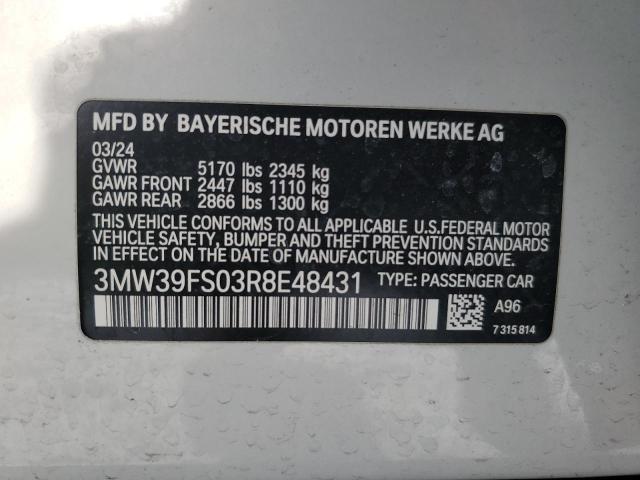 MFD BY BAYERISCHE MOTOREN WERKE AG
03/24
GVWR 5170 lbs 2345 kg
GAWR FRONT 2447 lbs 1110 kg
GAWR REAR 2866 lbs 1300 kg
THIS VEHICLE CONFORMS TO ALL APPLICABLE U.S.FEDERAL MOTOR
VEHICLE SAFETY, BUMPER AND THEFT PREVENTION STANDARDS
IN EFFECT ON THE DATE OF MANUFACTURE SHOWN ABOVE.
3MW39FS03R8E48431 TYPE: PASSENGER CAR
A96
7 315 814